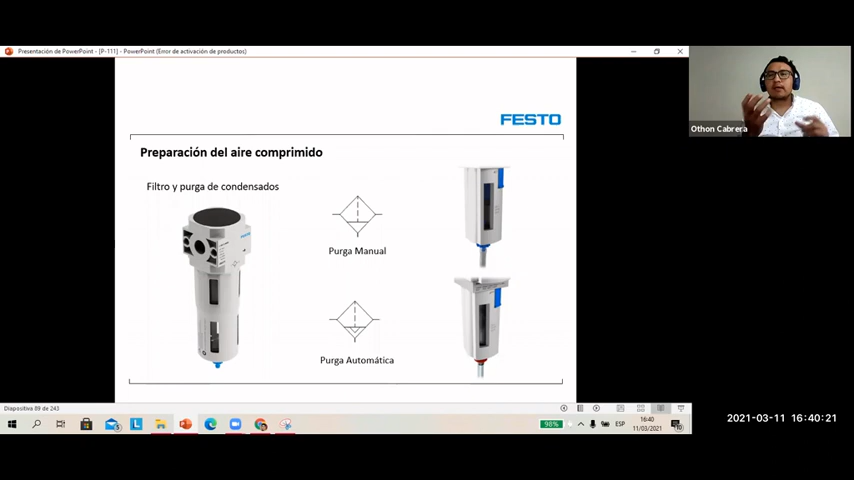 Presentación de PowerPoint - [P-111] - PowerPoint (Error de activación de productos)
FESTO
Othon Cabrera
Preparación del aire comprimido
Filtro y purga de condensados
FESTO
Purga Manual
Purga Automática
Diapositiva 89 de 243
98%
ESP
16:40
11/03/2021
2021-03-11 16:40:21